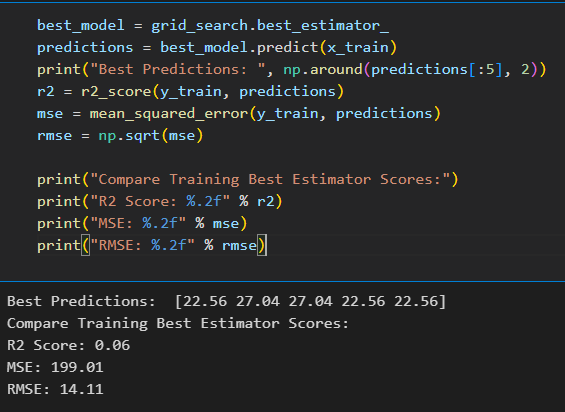 best_model = grid_search.best_estimator_
predictions = best_model.predict(x_train)
print("Best Predictions: ", np.around(predictions[:5], 2))
r2 = r2_score(y_train, predictions)
mse = mean_squared_error(y_train, predictions)
rmse = np.sqrt(mse)
print("Compare Training Best Estimator Scores:")
print("R2 Score: %.2f" % r2)
print("MSE: %.2f" % mse)
print("RMSE: %.2f" % rmse)
Best Predictions:  [22.56 27.04 27.04 22.56 22.56]
Compare Training Best Estimator Scores:
R2 Score: 0.06
MSE: 199.01
RMSE: 14.11